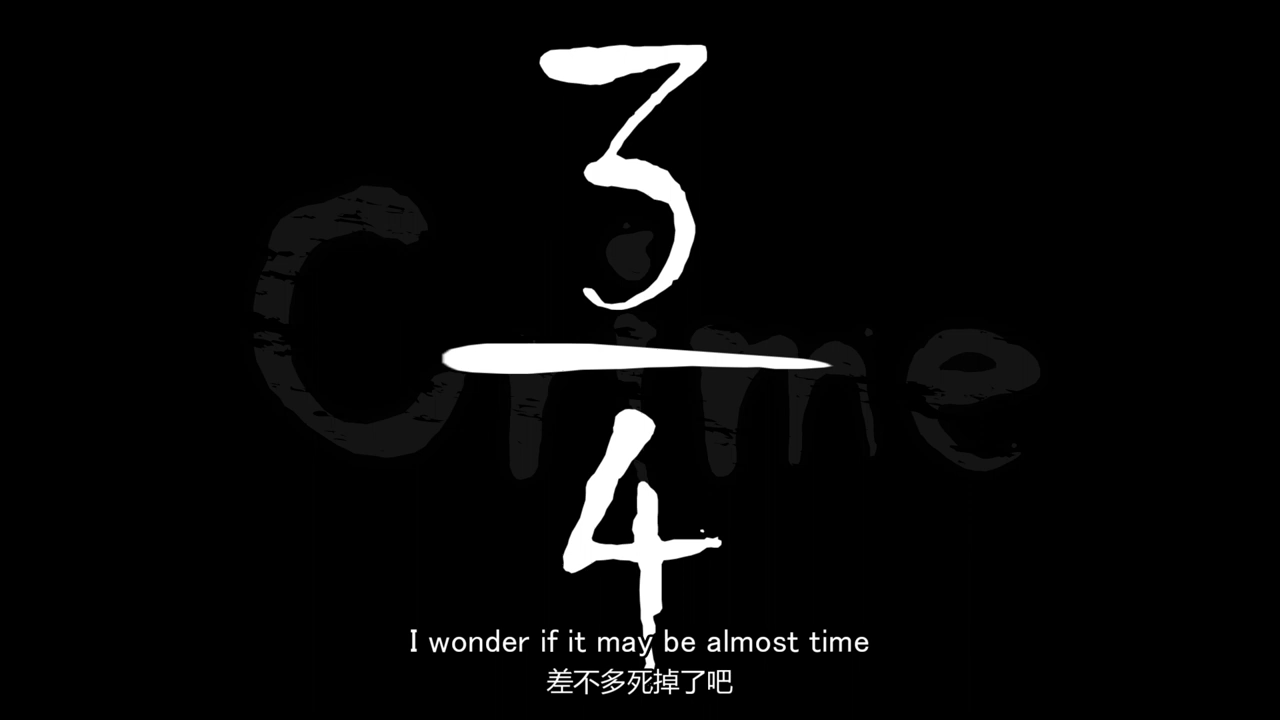 3
4
Crime
I wonder if it may be almost time
差不多死掉了吧